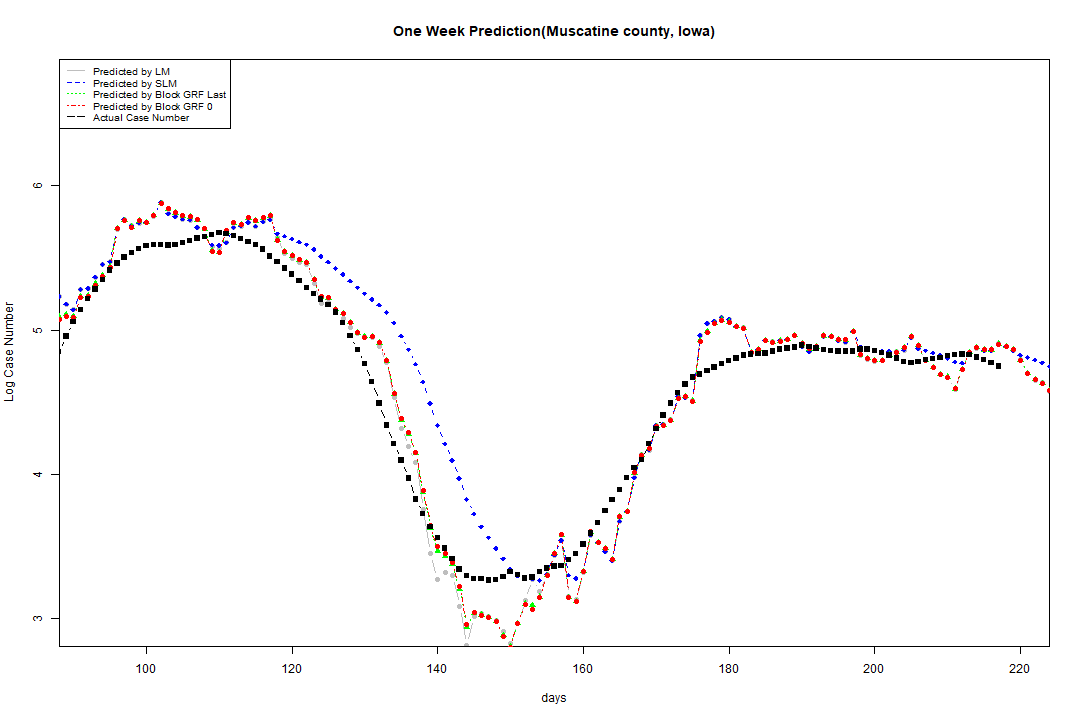 One Week Prediction(Muscatine county, Iowa)
Predicted by LM
Predicted by SLM
Predicted by Block GRF Last
Predicted by Block GRF 0
Actual Case Number
Log Case Number
6
5
4
3
100 120 140 160 180 200 220
days